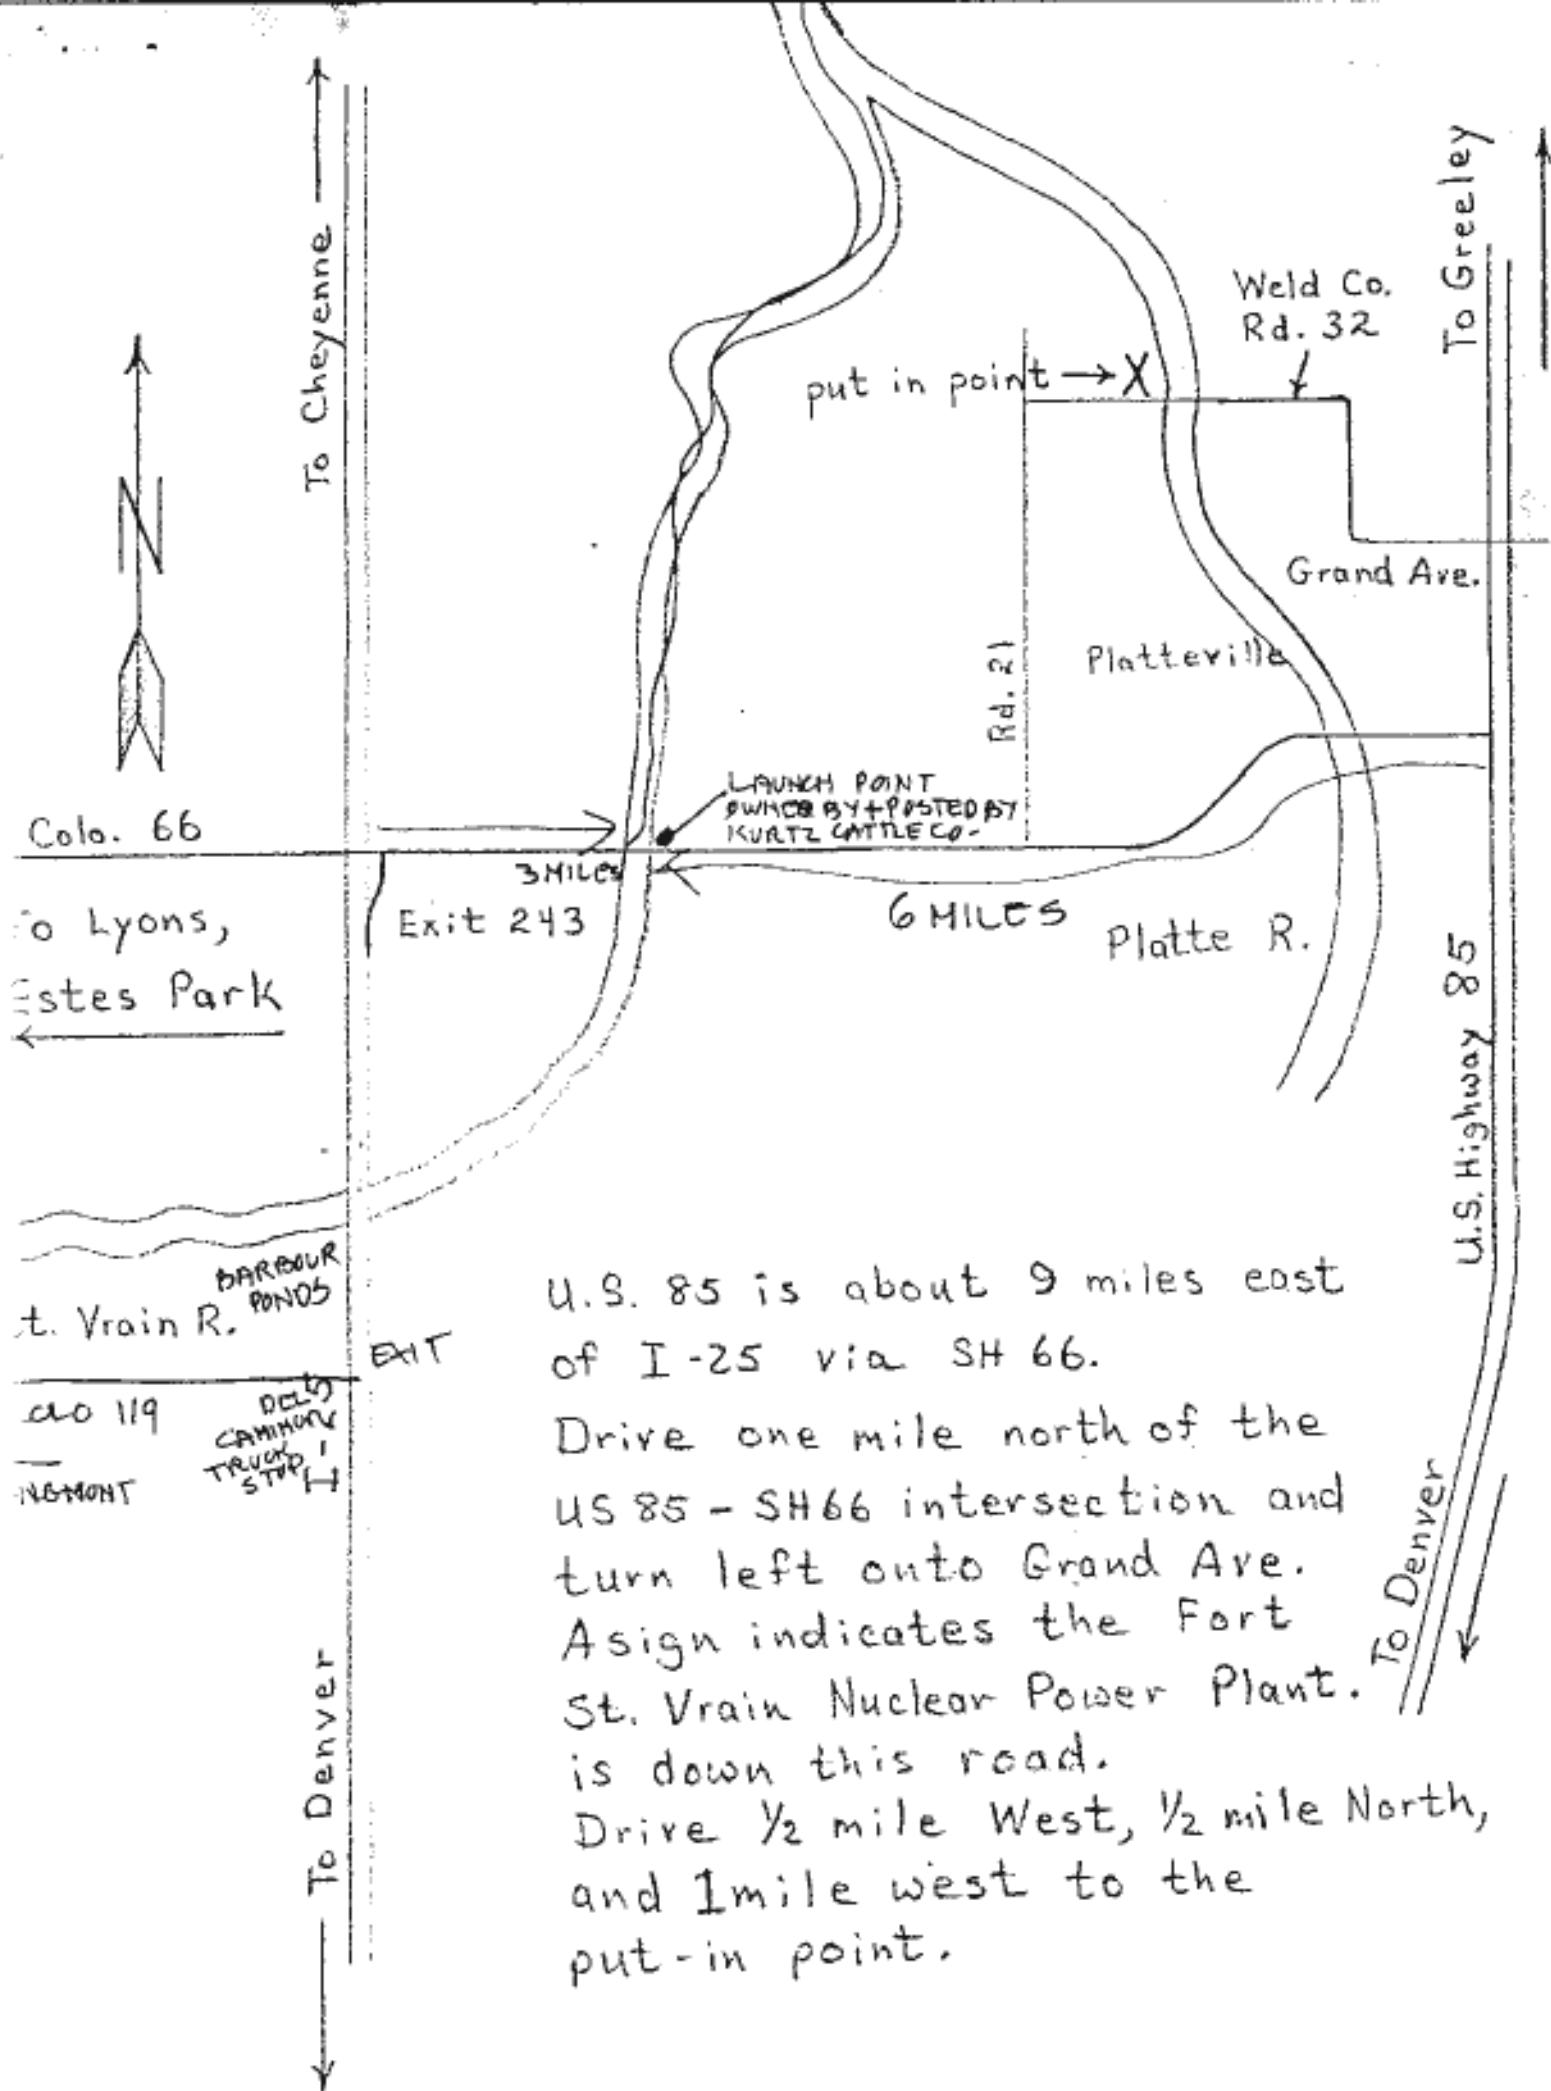 To Cheyenne
To Greeley
Weld Co.
Rd. 32
put in point → X
N
Grand Ave.
Rd. 21
Platteville
LAUNCH POINT
OWNED BY + POSTED BY
KURTZ CATTLE CO-
Colo. 66
3 MILES
6 MILES
Exit 243
o Lyons,
Estes Park
Platte R.
U.S. Highway 85
BARBOUR
PONDS
t. Vrain R.
EXIT
119
DEL
TRUCK
STOP
I-25
NGMONT
To Denver
To Denver
U.S. 85 is about 9 miles east
of I-25 via SH 66.
Drive one mile north of the
US 85 - SH66 intersection and
turn left onto Grand Ave.
A sign indicates the Fort
St. Vrain Nuclear Power Plant.
is down this road.
Drive ½ mile West, ½ mile North,
and 1 mile west to the
put-in point.